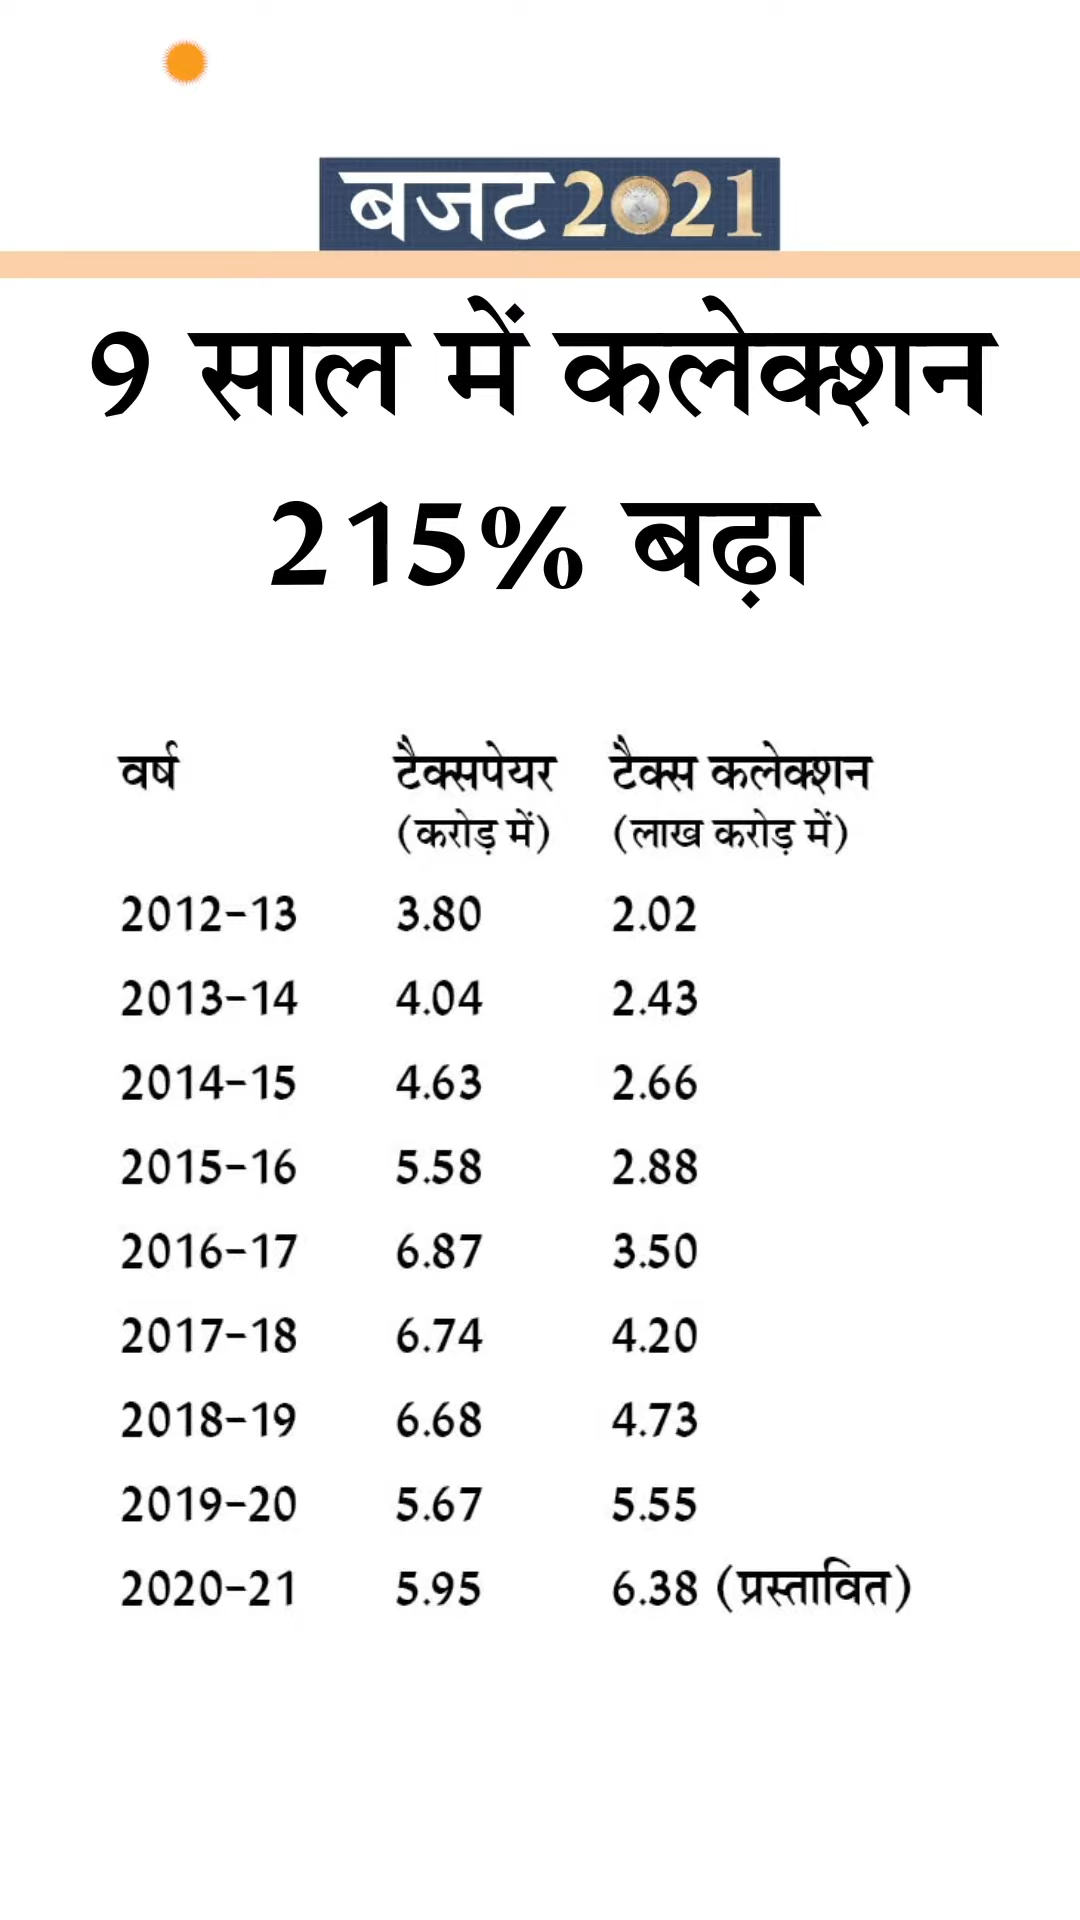 बजट 2021
9 साल में कलेक्शन
215% बढ़ा
वर्ष टैक्सपेयर टैक्स कलेक्शन
(करोड़ में) (लाख करोड़ में)
2012-13 3.80 2.02
2013-14 4.04 2.43
2014-15 4.63 2.66
2015-16 5.58 2.88
2016-17 6.87 3.50
2017-18 6.74 4.20
2018-19 6.68 4.73
2019-20 5.67 5.55
2020-21 5.95 6.38 (प्रस्तावित)